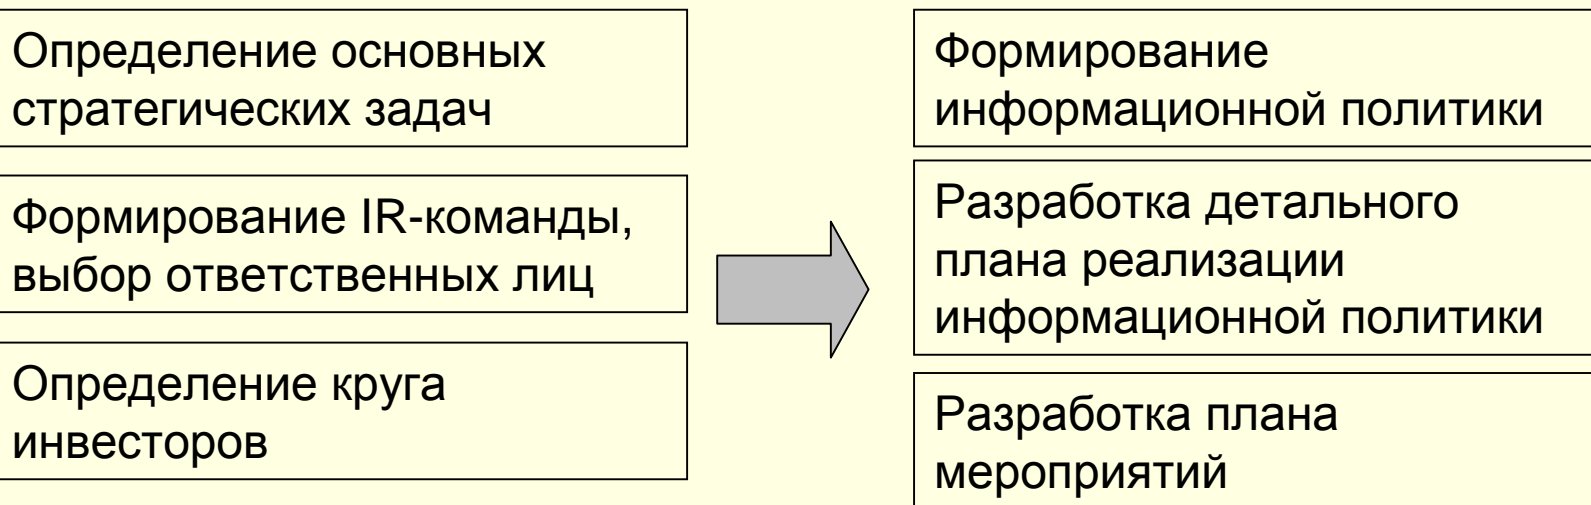 Определение основных
стратегических задач
Формирование IR-команды,
выбор ответственных лиц
Определение круга
инвесторов
Формирование
информационной политики
Разработка детального
плана реализации
информационной политики
Разработка плана
мероприятий